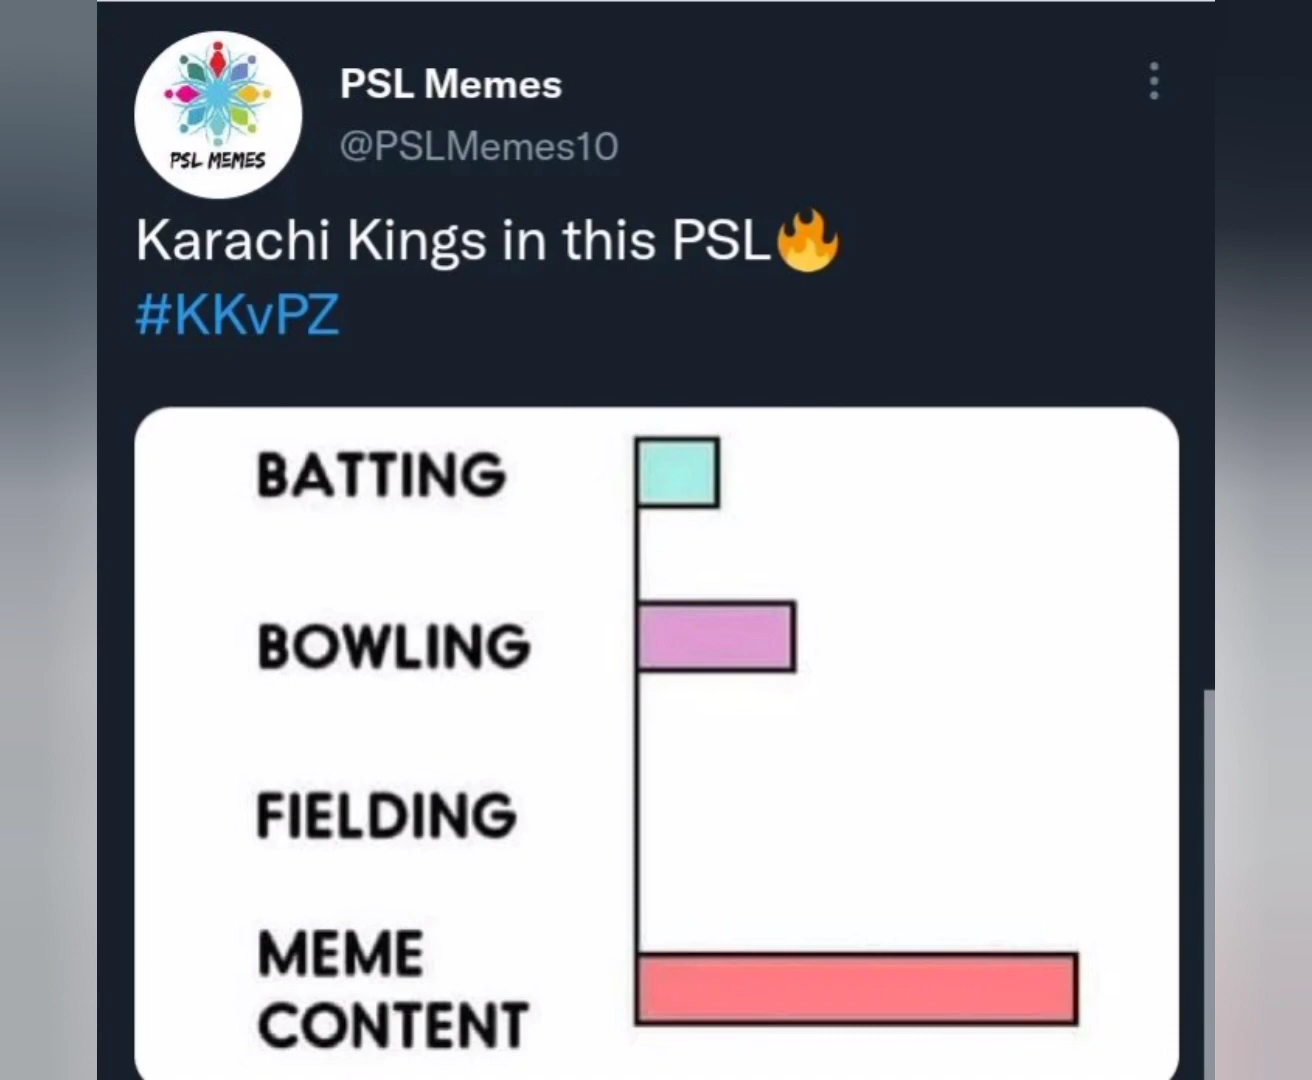 PSL MEMES
PSL Memes
@PSLMemes10
Karachi Kings in this PSL🔥
#KKvPZ
BATTING
BOWLING
FIELDING
MEME
CONTENT